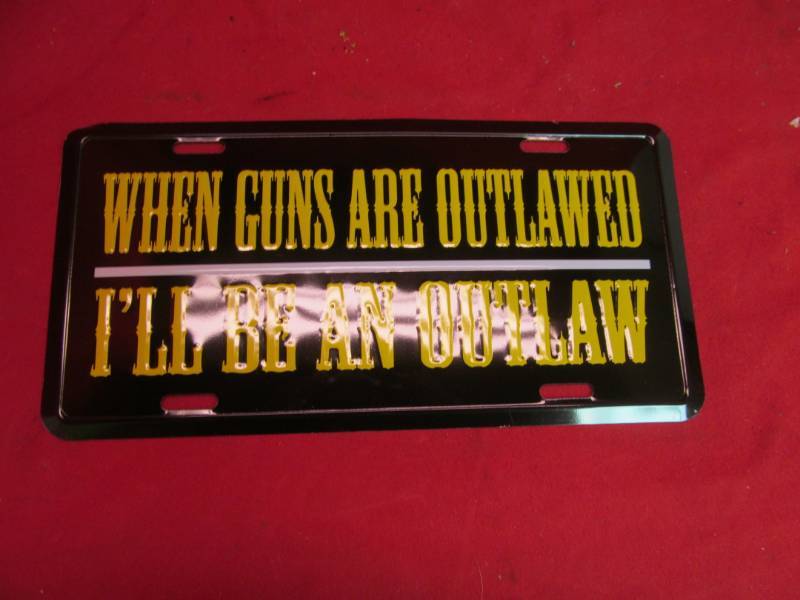 WHEN GUNS ARE OUTLAWED
I'LL BE AN OUTLAW